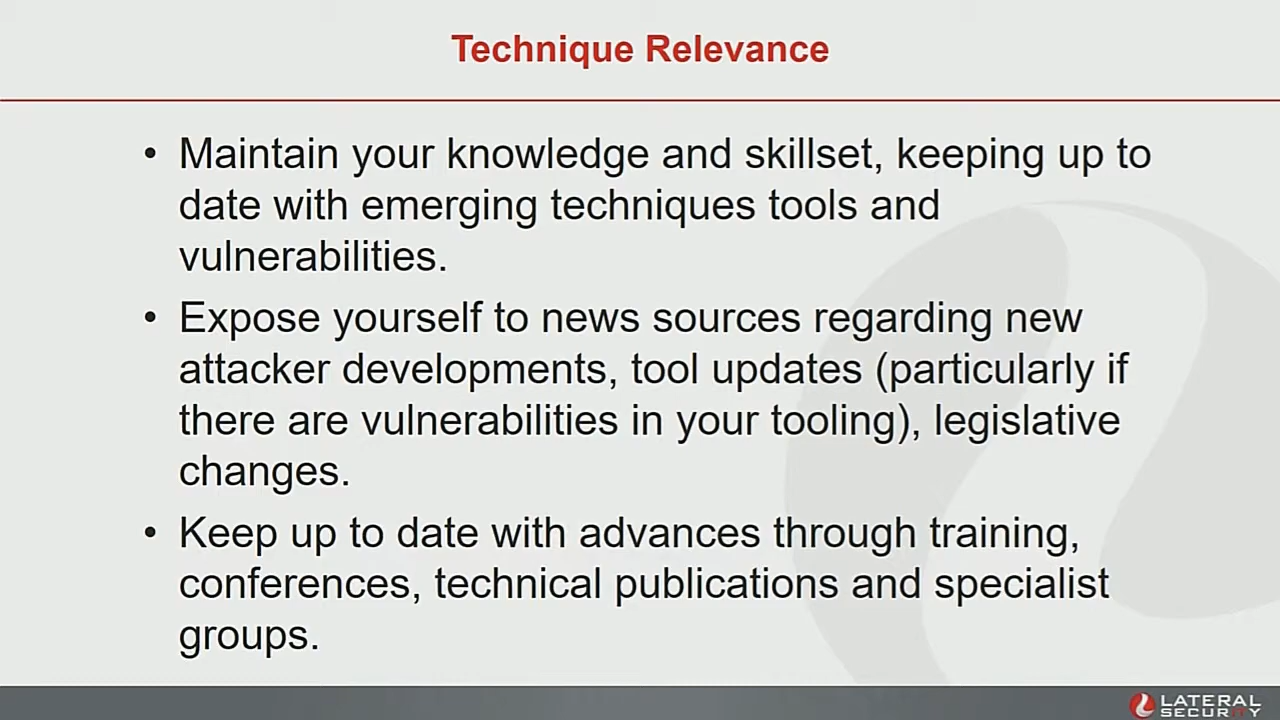 Technique Relevance
• Maintain your knowledge and skillset, keeping up to
date with emerging techniques tools and
vulnerabilities.
• Expose yourself to news sources regarding new
attacker developments, tool updates (particularly if
there are vulnerabilities in your tooling), legislative
changes.
• Keep up to date with advances through training,
conferences, technical publications and specialist
groups.
LATERAL
SECURITY